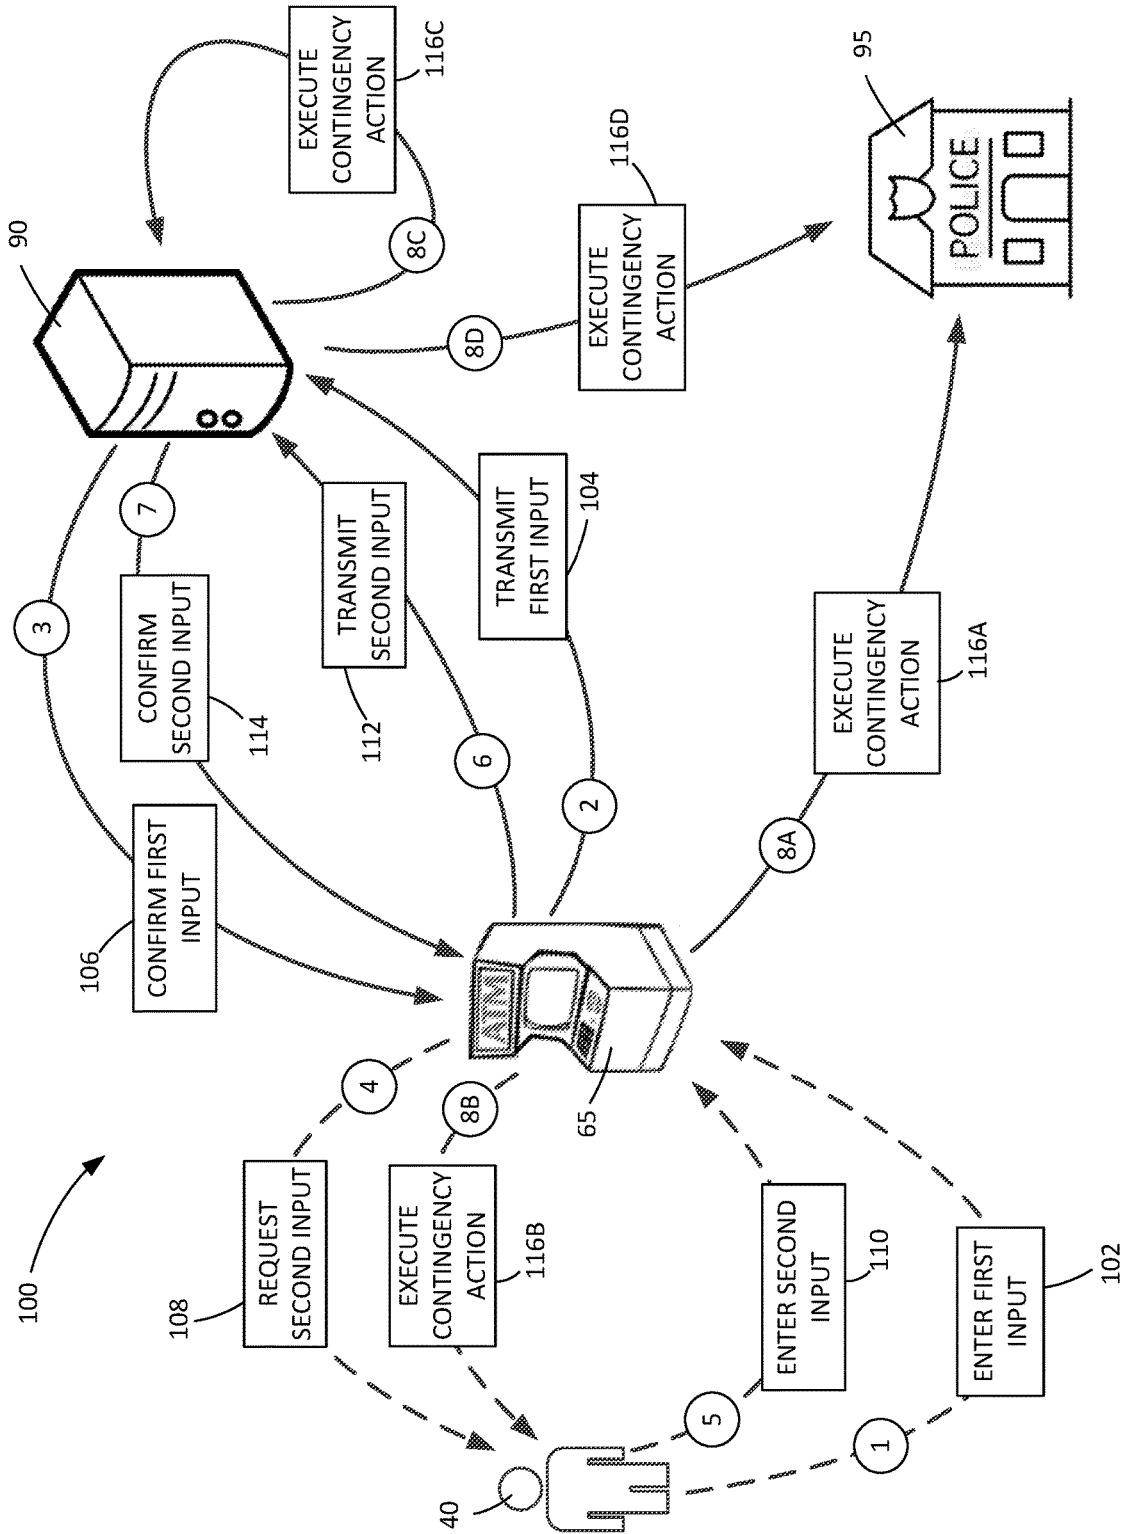 100
40
1
ENTER FIRST
INPUT
102
5
ENTER SECOND
INPUT
110
REQUEST
SECOND INPUT
108
4
EXECUTE
CONTINGENCY
ACTION
116B
8B
ATM
65
CONFIRM FIRST
INPUT
106
3
CONFIRM
SECOND INPUT
114
7
TRANSMIT
SECOND INPUT
112
6
TRANSMIT
FIRST INPUT
104
2
EXECUTE
CONTINGENCY
ACTION
116A
8A
90
EXECUTE
CONTINGENCY
ACTION
116C
8C
EXECUTE
CONTINGENCY
ACTION
116D
8D
POLICE
95